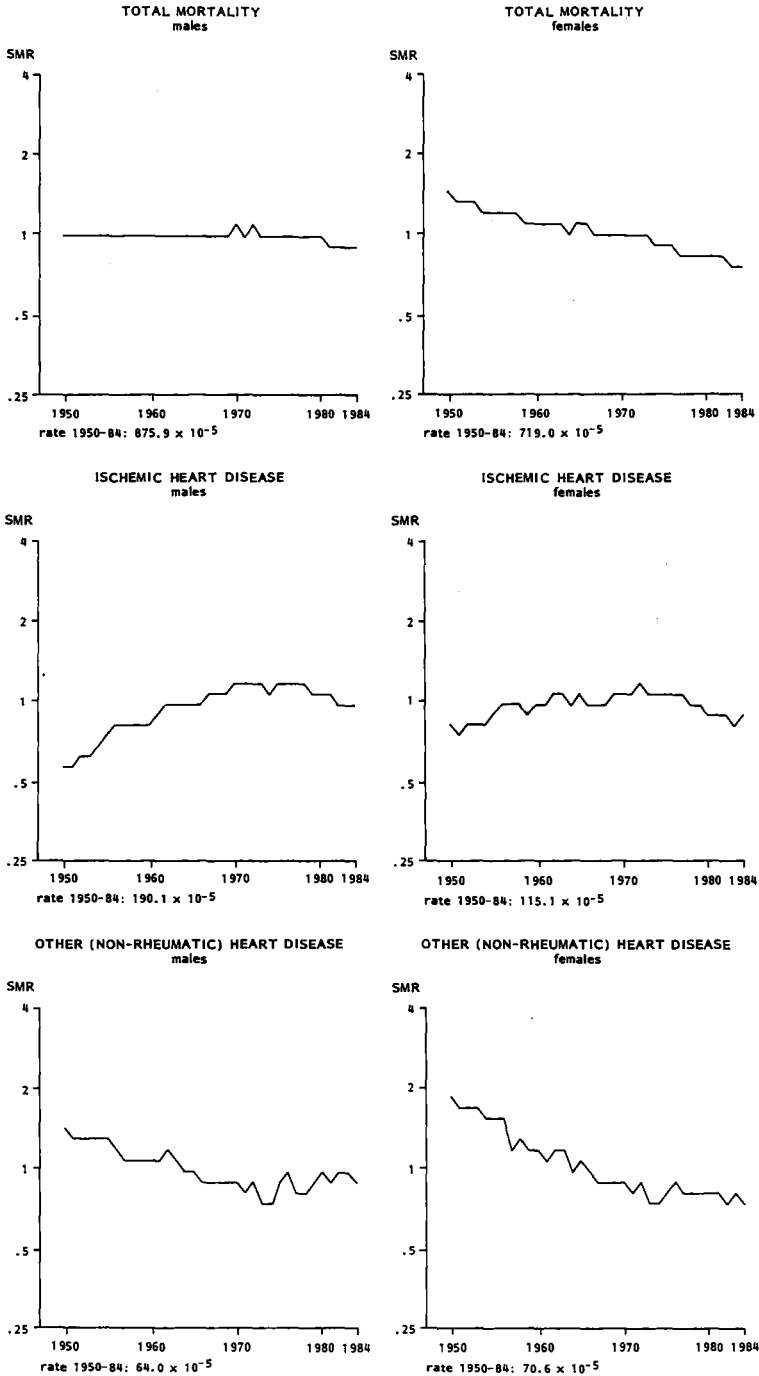 TOTAL MORTALITY
males
SMR
4
2
1
.5
.25
1950 1960 1970 1980 1984
rate 1950-84: 875.9 x 10⁻⁵
TOTAL MORTALITY
females
SMR
4
2
1
.5
.25
1950 1960 1970 1980 1984
rate 1950-84: 719.0 x 10⁻⁵
ISCHEMIC HEART DISEASE
males
SMR
4
2
1
.5
.25
1950 1960 1970 1980 1984
rate 1950-84: 190.1 x 10⁻⁵
ISCHEMIC HEART DISEASE
females
SMR
4
2
1
.5
.25
1950 1960 1970 1980 1984
rate 1950-84: 115.1 x 10⁻⁵
OTHER (NON-RHEUMATIC) HEART DISEASE
males
SMR
4
2
1
.5
.25
1950 1960 1970 1980 1984
rate 1950-84: 64.0 x 10⁻⁵
OTHER (NON-RHEUMATIC) HEART DISEASE
females
SMR
4
2
1
.5
.25
1950 1960 1970 1980 1984
rate 1950-84: 70.6 x 10⁻⁵